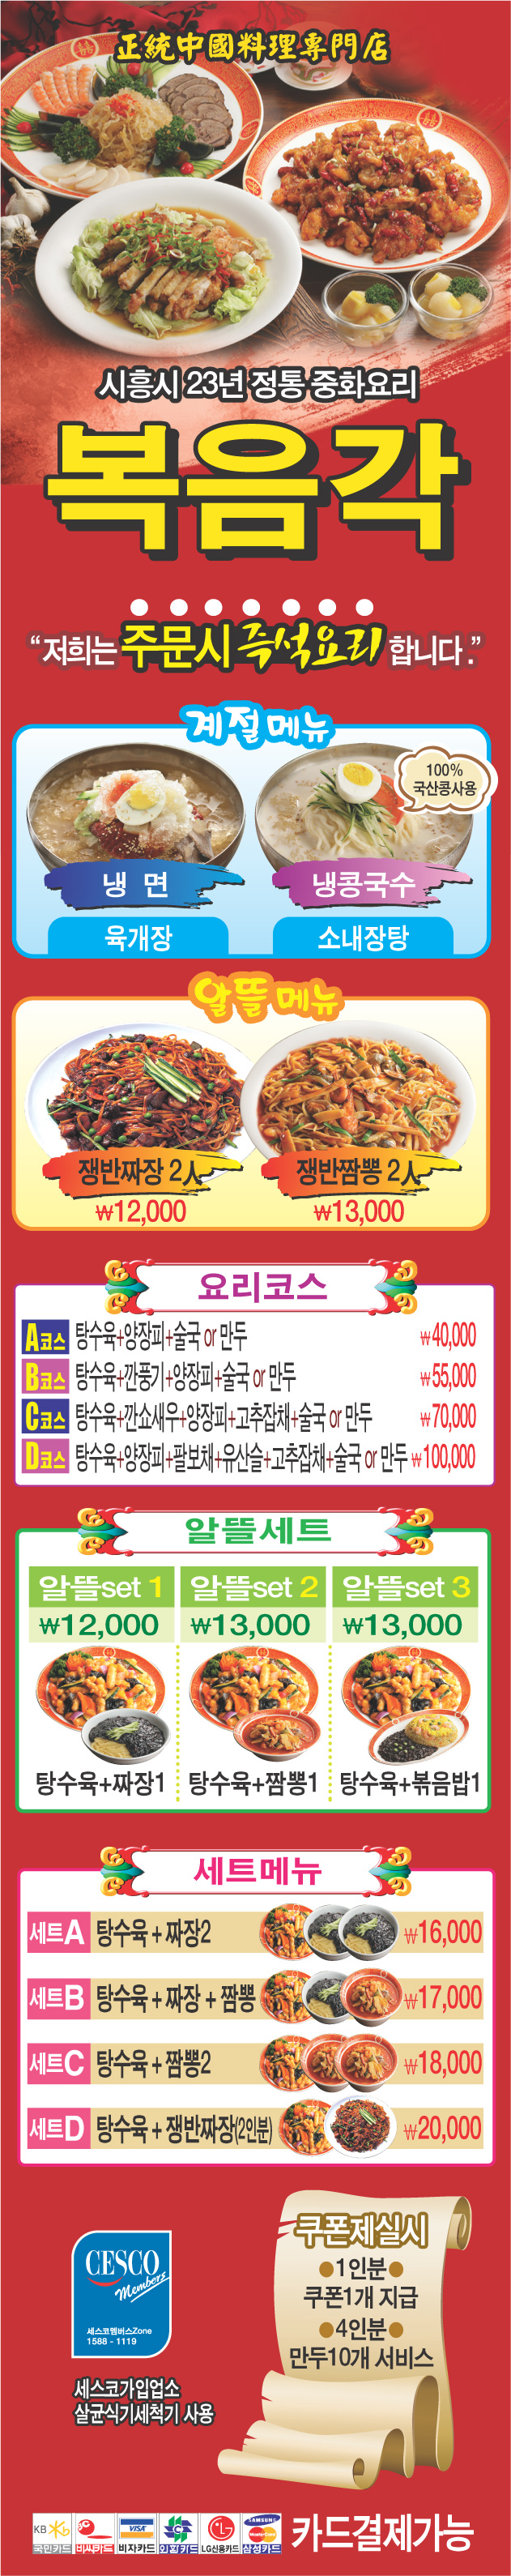 正統中國料理専門店
시흥시 23년 정통 중화요리
복음각
“저희는 주문시 즉석요리 합니다.”
계절메뉴
100%
국산콩사용
냉 면
냉콩국수
육개장
소내장탕
알뜰메뉴
쟁반짜장 2人
쟁반짬뽕 2人
₩12,000
₩13,000
요리코스
A코스 탕수육+양장피+술국 or 만두 ₩40,000
B코스 탕수육+깐풍기+양장피+술국 or 만두 ₩55,000
C코스 탕수육+깐쇼새우+양장피+고추잡채+술국 or 만두 ₩70,000
D코스 탕수육+양장피+팔보채+유산슬+고추잡채+술국 or 만두 ₩100,000
알뜰세트
알뜰set 1 알뜰set 2 알뜰set 3
₩12,000 ₩13,000 ₩13,000
탕수육+짜장1 탕수육+짬뽕1 탕수육+볶음밥1
세트메뉴
세트A 탕수육+짜장2 ₩16,000
세트B 탕수육+짜장+짬뽕 ₩17,000
세트C 탕수육+짬뽕2 ₩18,000
세트D 탕수육+쟁반짜장(2인분) ₩20,000
쿠폰제실시
●1인분●
쿠폰1개 지급
●4인분●
만두10개 서비스
CESCO
Members
세스코멤버스Zone
1588 - 1119
세스코가입업소
살균식기세척기 사용
KB
VISA
LG
SAMSUNG
MasterCard
국민카드 비씨카드 비자카드 외환카드 LG신용카드 삼성카드
카드결제가능